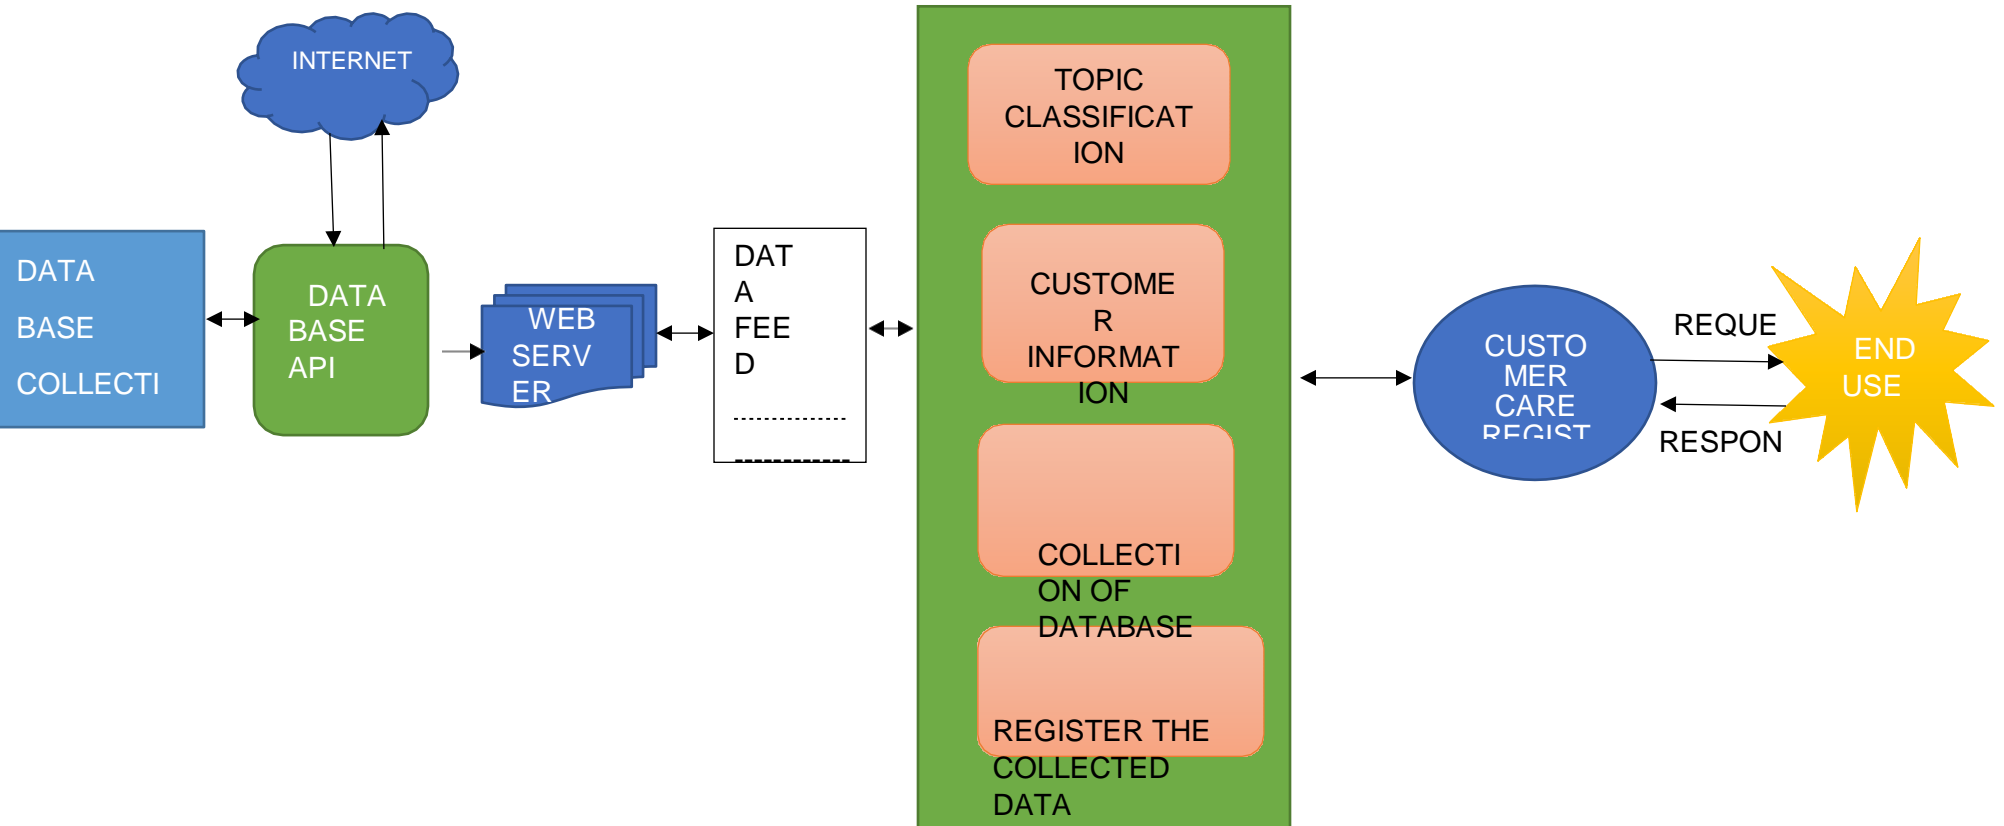 INTERNET
DATA
BASE
COLLECTI
DATA
BASE
API
WEB
SERV
ER
DAT
A
FEE
D
TOPIC
CLASSIFICAT
ION
CUSTOME
R
INFORMAT
ION
COLLECTI
ON OF
DATABASE
REGISTER THE
COLLECTED
DATA
CUSTO
MER
CARE
REGIST
REQUE
RESPON
END
USE